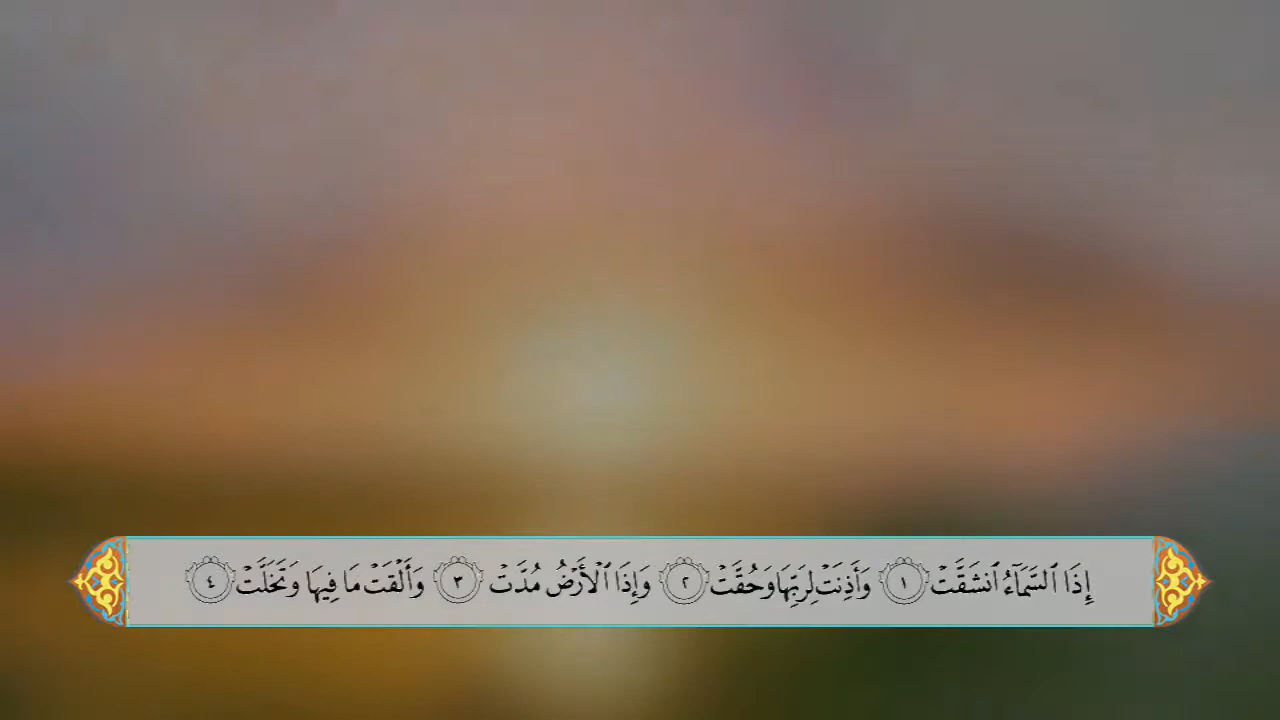 إِذَا ٱلسَّمَآءُ ٱنشَقَّتۡ ١ وَأَذِنَتۡ لِرَبِّهَا وَحُقَّتۡ ٢ وَإِذَا ٱلۡأَرۡضُ مُدَّتۡ ٣ وَأَلۡقَتۡ مَا فِيهَا وَتَخَلَّتۡ ٤